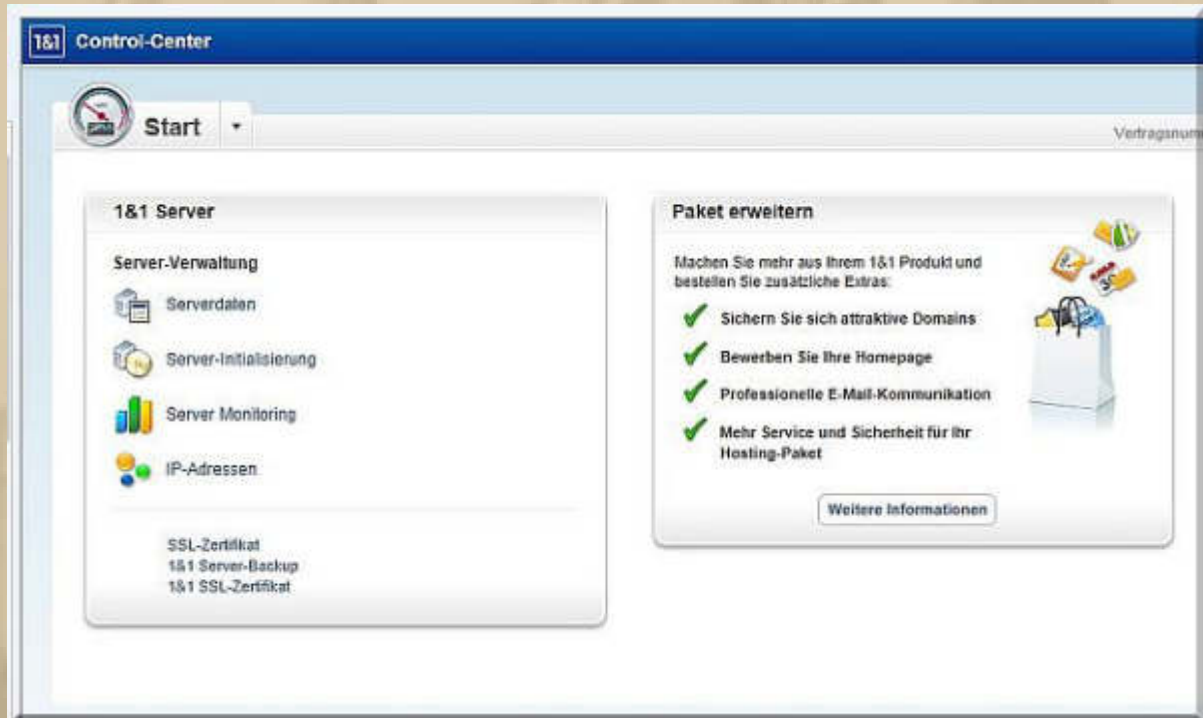 1&1 Control-Center
Start
Vertragsnum
1&1 Server
Server-Verwaltung
Serverdaten
Server-Initialisierung
Server Monitoring
IP-Adressen
SSL-Zertifikat
1&1 Server-Backup
1&1 SSL-Zertifikat
Paket erweitern
Machen Sie mehr aus Ihrem 1&1 Produkt und
bestellen Sie zusätzliche Extras:
Sichern Sie sich attraktive Domains
Bewerben Sie Ihre Homepage
Professionelle E-Mail-Kommunikation
Mehr Service und Sicherheit für Ihr
Hosting-Paket
Weitere Informationen